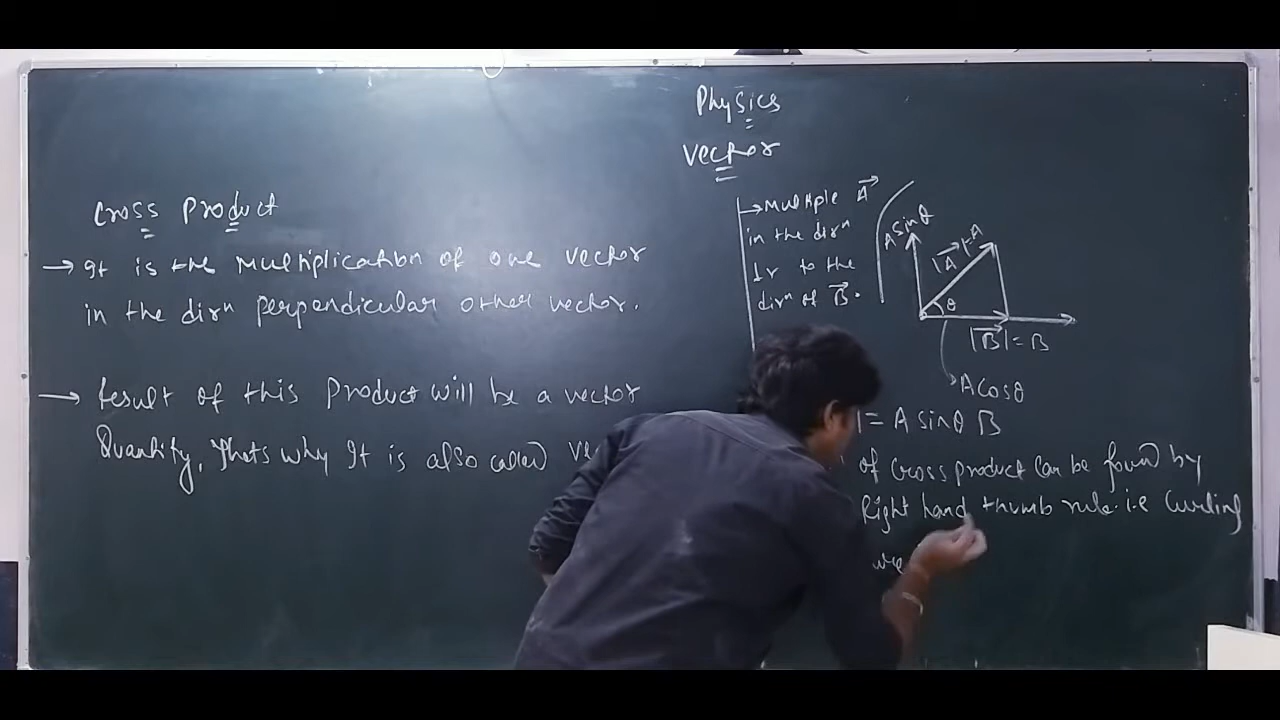 Physics
Vector
Cross Product
→ It is the Multiplication of one vector
in the dirn perpendicular other vector.
→ Result of this Product will be a vector
Quantity. Thats why It is also called
→ Multiple A⃗
in the dirn
⊥r to the
dirn of B⃗.
A sinθ
|A⃗|=A
θ
|B⃗|=B
A cosθ
= A sinθ B
of cross product can be found by
Right hand thumb rule. i.e Curling